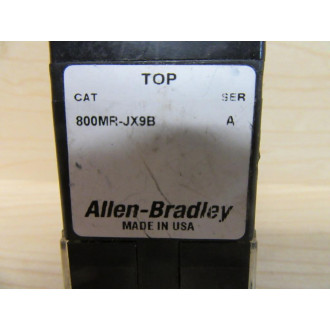 TOP
CAT SER
800MR-JX9B A
Allen-Bradley
MADE IN USA